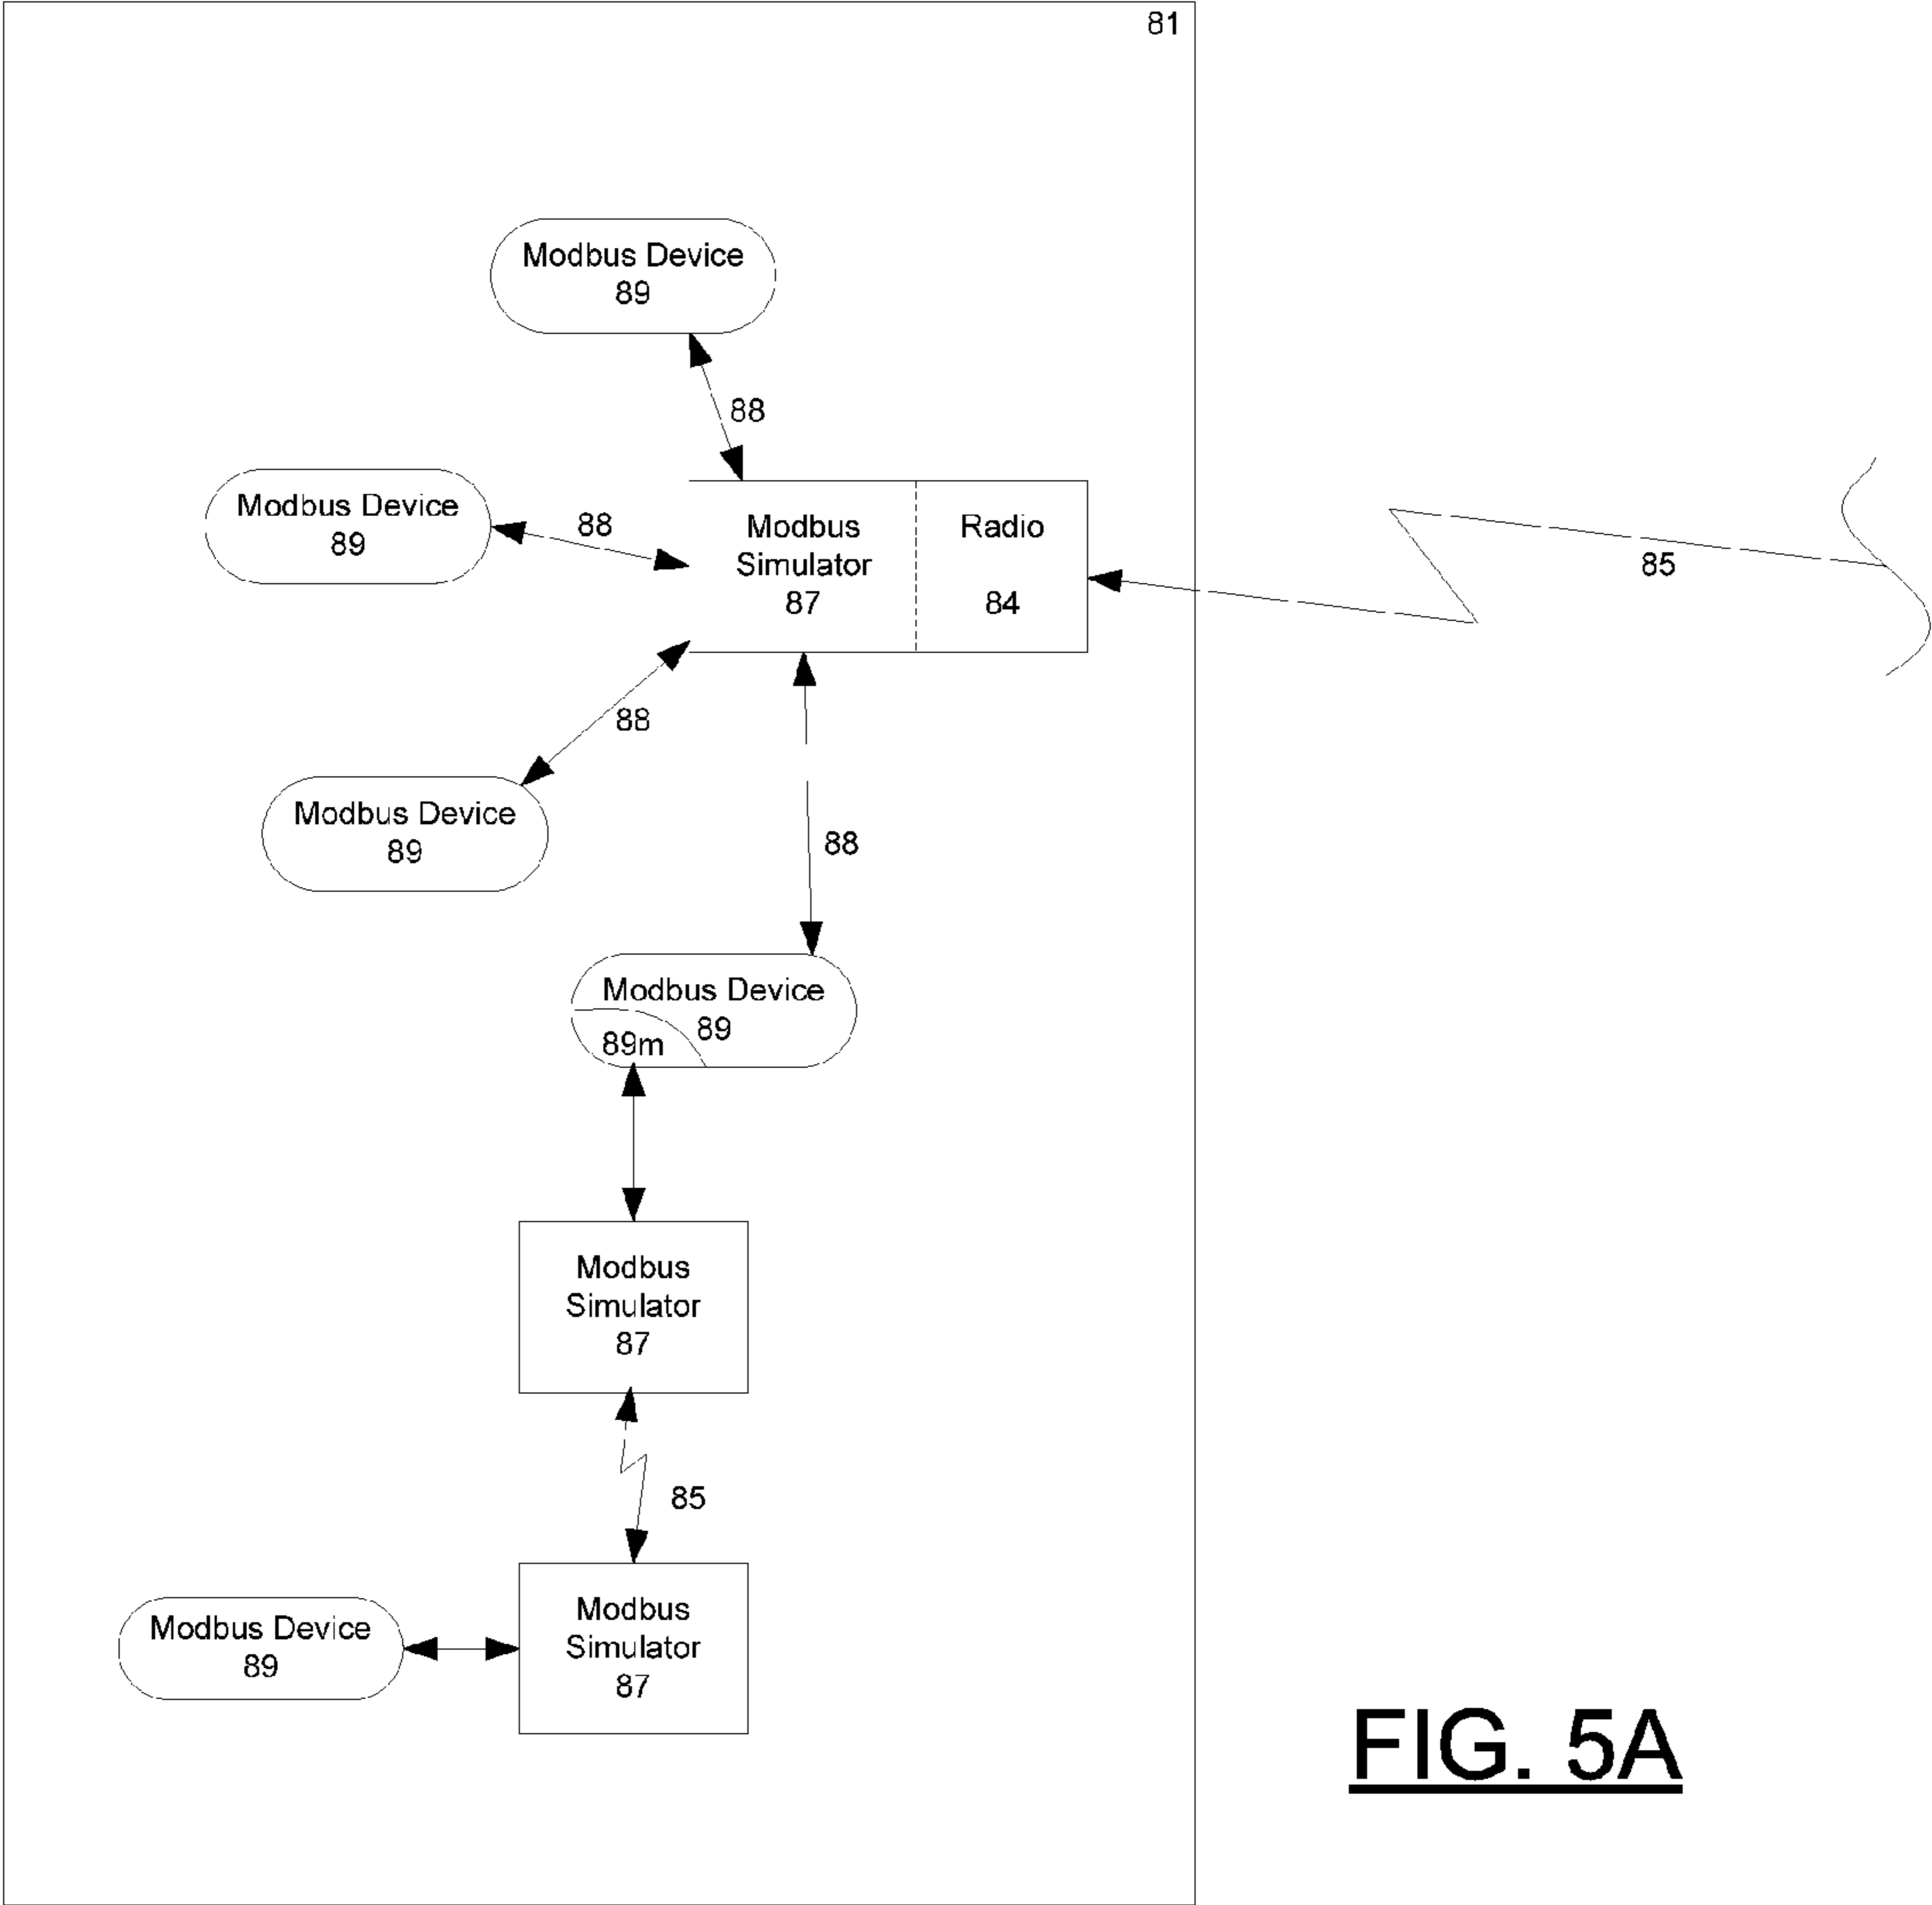 81
Modbus Device
89
88
Modbus Device
89
88
Modbus
Simulator
87
Radio
84
85
88
Modbus Device
89
88
Modbus Device
89
89m
Modbus
Simulator
87
85
Modbus Device
89
Modbus
Simulator
87
FIG. 5A